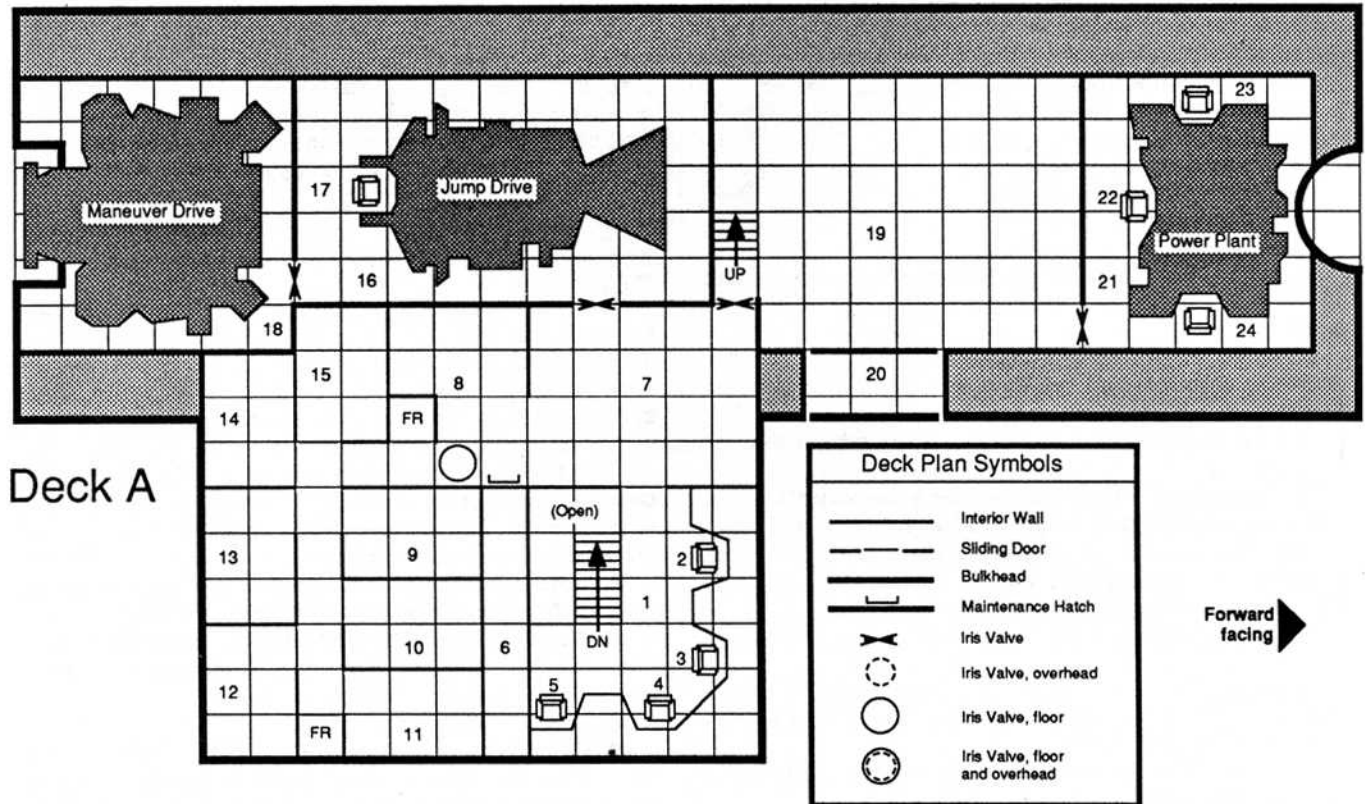 23
17
Jump Drive
22
Maneuver Drive
19
Power Plant
UP
16
21
18
24
15
8
7
20
14
FR
Deck A
(Open)
13
9
2
1
10
6
DN
3
12
5
4
FR
11
Deck Plan Symbols
Interior Wall
Sliding Door
Bulkhead
Maintenance Hatch
Iris Valve
Iris Valve, overhead
Iris Valve, floor
Iris Valve, floor
and overhead
Forward
facing